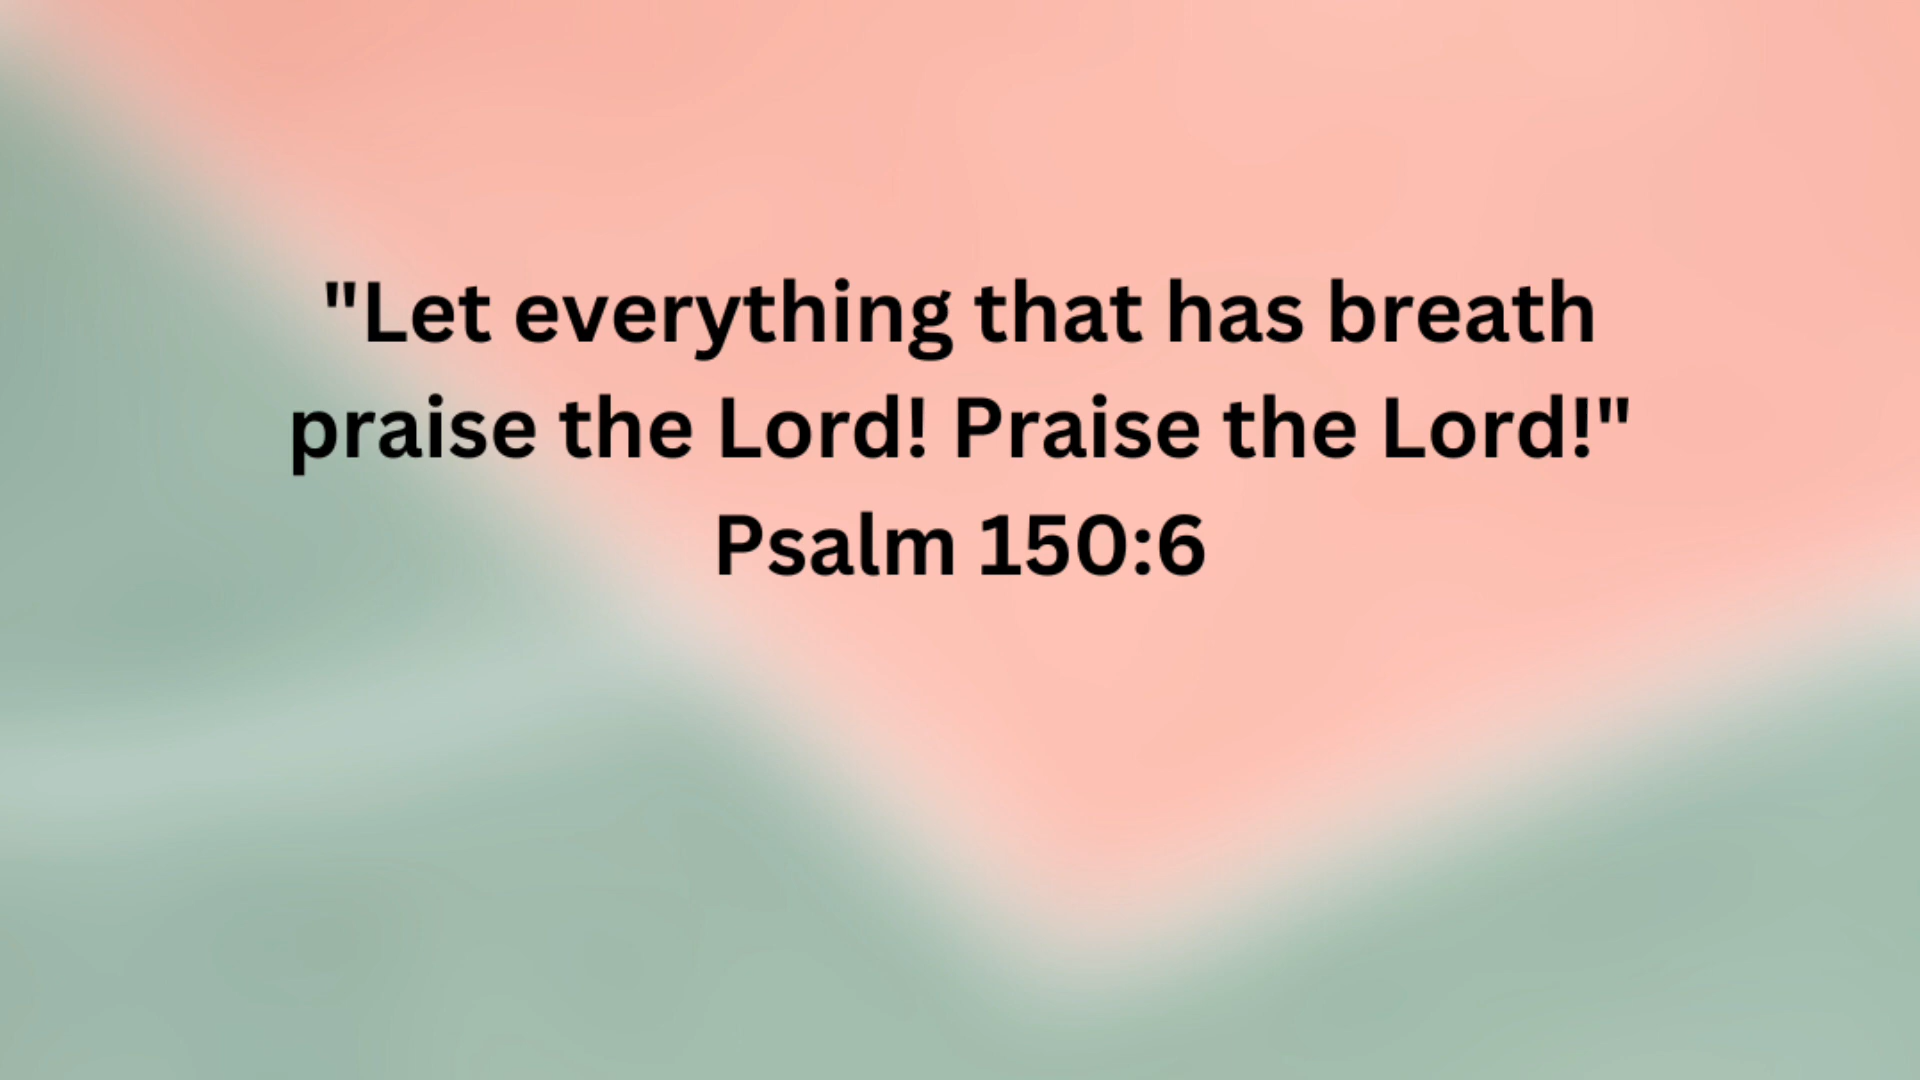 "Let everything that has breath
praise the Lord! Praise the Lord!"
Psalm 150:6